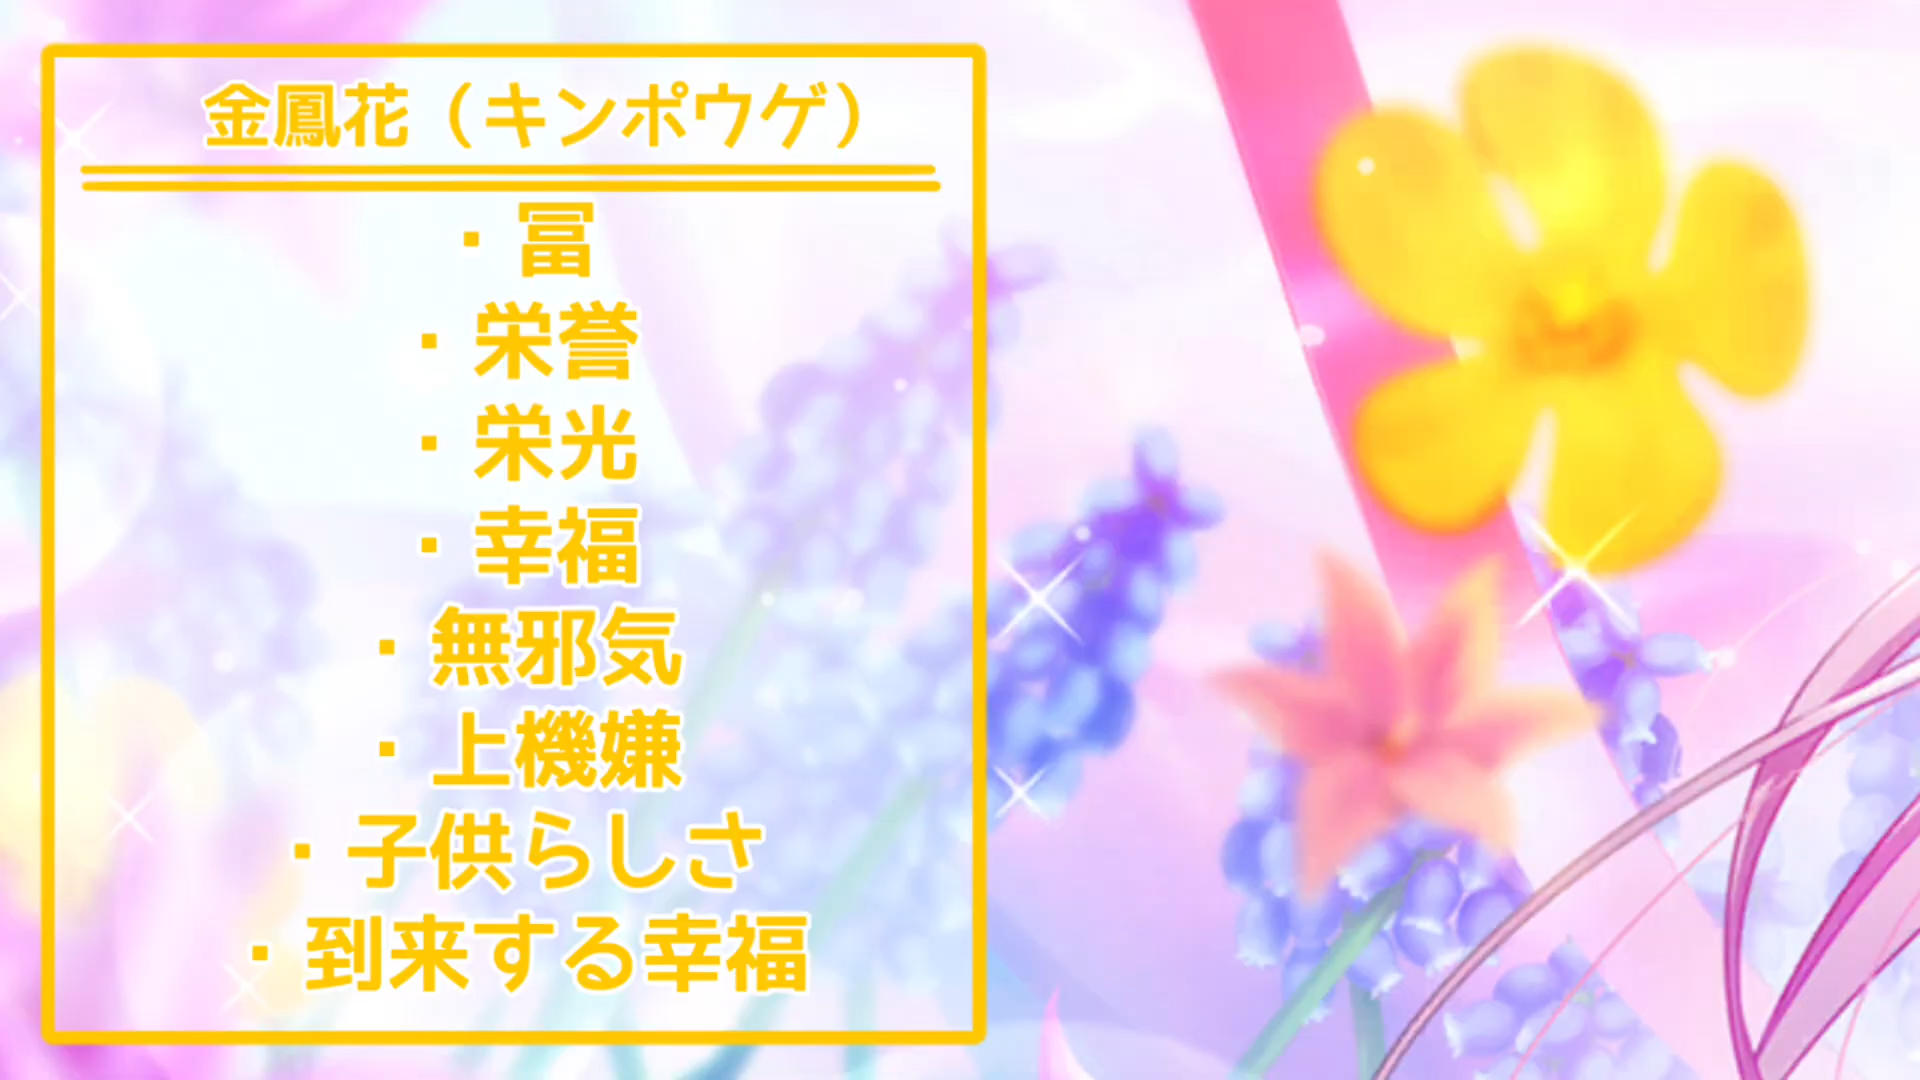 金鳳花（キンポウゲ）
・冨
・栄誉
・栄光
・幸福
・無邪気
・上機嫌
・子供らしさ
・到来する幸福